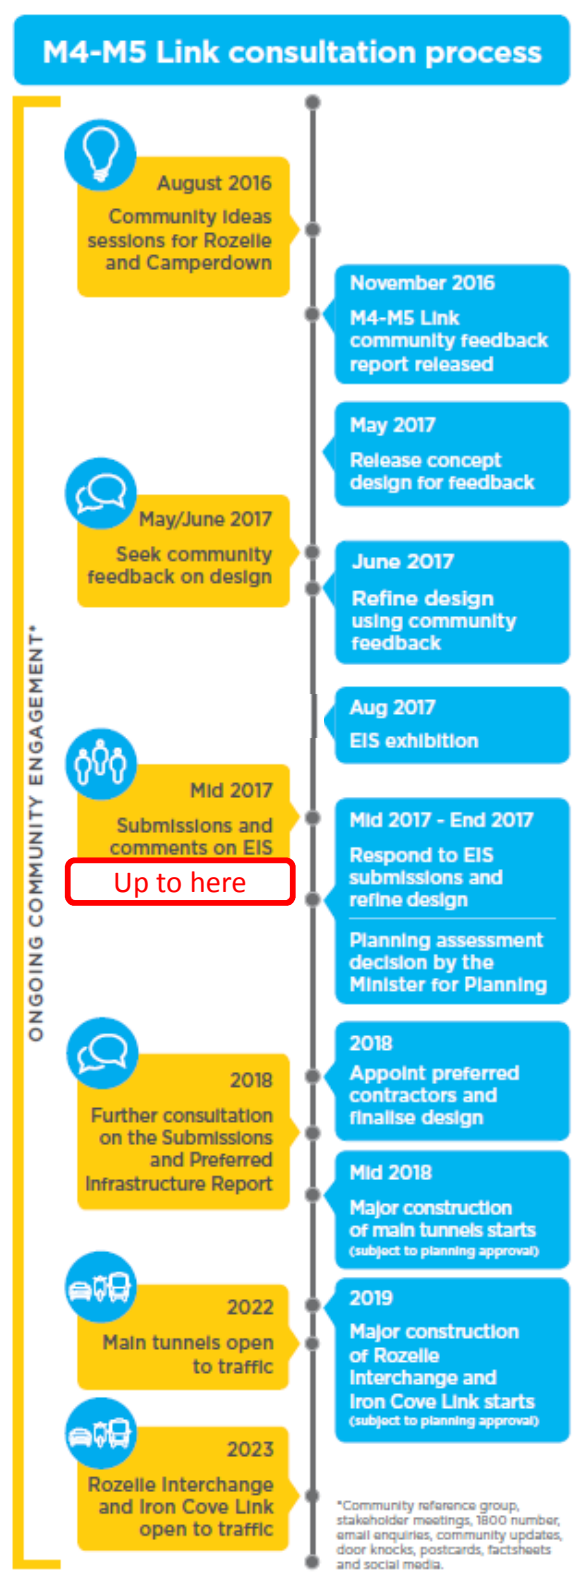 M4-M5 Link consultation process
August 2016
Community ideas
sessions for Rozelle
and Camperdown
November 2016
M4-M5 Link
community feedback
report released
May 2017
Release concept
design for feedback
May/June 2017
Seek community
feedback on design
June 2017
Refine design
using community
feedback
Aug 2017
EIS exhibition
Mid 2017
Submissions and
comments on EIS
Up to here
Mid 2017 - End 2017
Respond to EIS
submissions and
refine design
Planning assessment
decision by the
Minister for Planning
ONGOING COMMUNITY ENGAGEMENT*
2018
Appoint preferred
contractors and
finalise design
2018
Further consultation
on the Submissions
and Preferred
Infrastructure Report
Mid 2018
Major construction
of main tunnels starts
(subject to planning approval)
2022
Main tunnels open
to traffic
2019
Major construction
of Rozelle
Interchange and
Iron Cove Link starts
(subject to planning approval)
2023
Rozelle Interchange
and Iron Cove Link
open to traffic
*Community reference group,
stakeholder meetings, 1800 number,
email enquiries, community updates,
door knocks, postcards, factsheets
and social media.